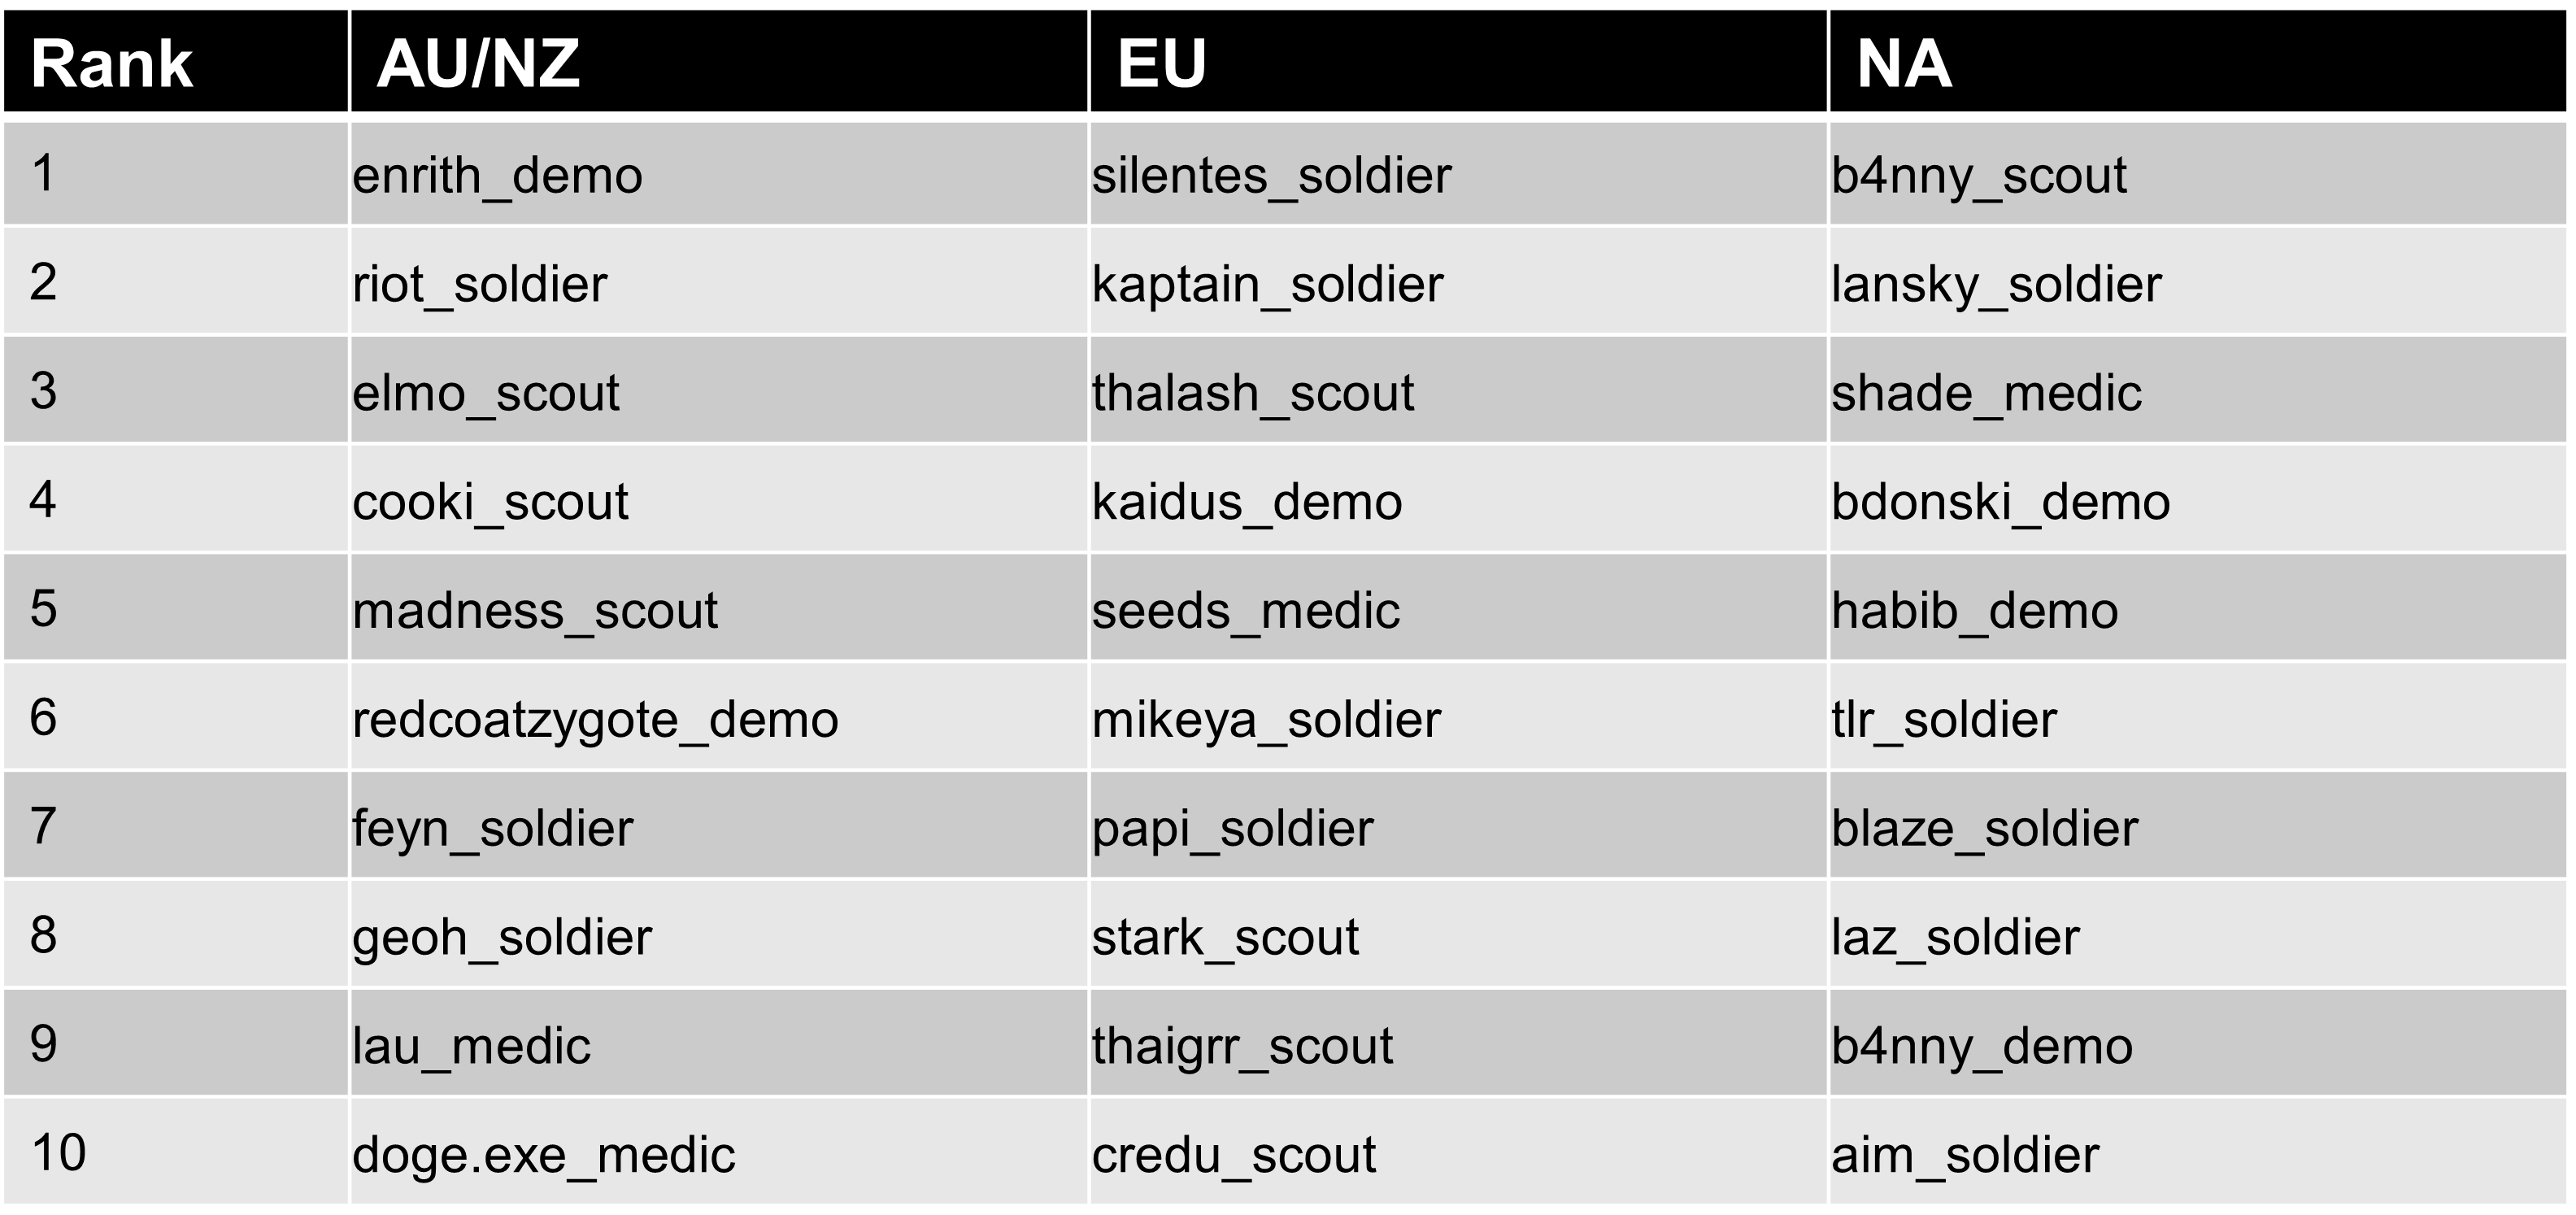 Rank AU/NZ EU NA
1 enrith_demo silentes_soldier b4nny_scout
2 riot_soldier kaptain_soldier lansky_soldier
3 elmo_scout thalash_scout shade_medic
4 cooki_scout kaidus_demo bdonski_demo
5 madness_scout seeds_medic habib_demo
6 redcoatzygote_demo mikeya_soldier tlr_soldier
7 feyn_soldier papi_soldier blaze_soldier
8 geoh_soldier stark_scout laz_soldier
9 lau_medic thaigrr_scout b4nny_demo
10 doge.exe_medic credu_scout aim_soldier